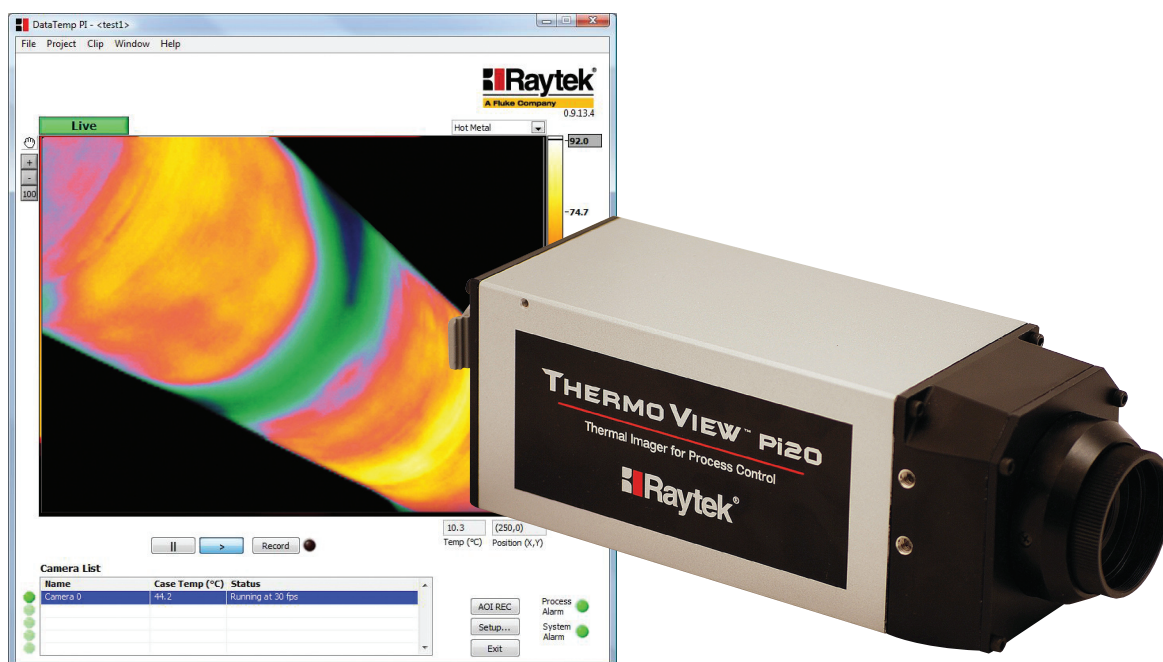 DataTemp PI - <test1>
File Project Clip Window Help
Raytek®
A Fluke Company
0.9.13.4
Live
Hot Metal
92.0
+
-
100
74.7
THERMOVIEW™ Pi20
Thermal Imager for Process Control
Raytek®
10.3 (250,0)
Temp (°C) Position (X,Y)
|| > Record
Camera List
Name Case Temp (°C) Status
Camera 0 44.2 Running at 30 fps
AOI REC
Process
Alarm
Setup...
System
Alarm
Exit